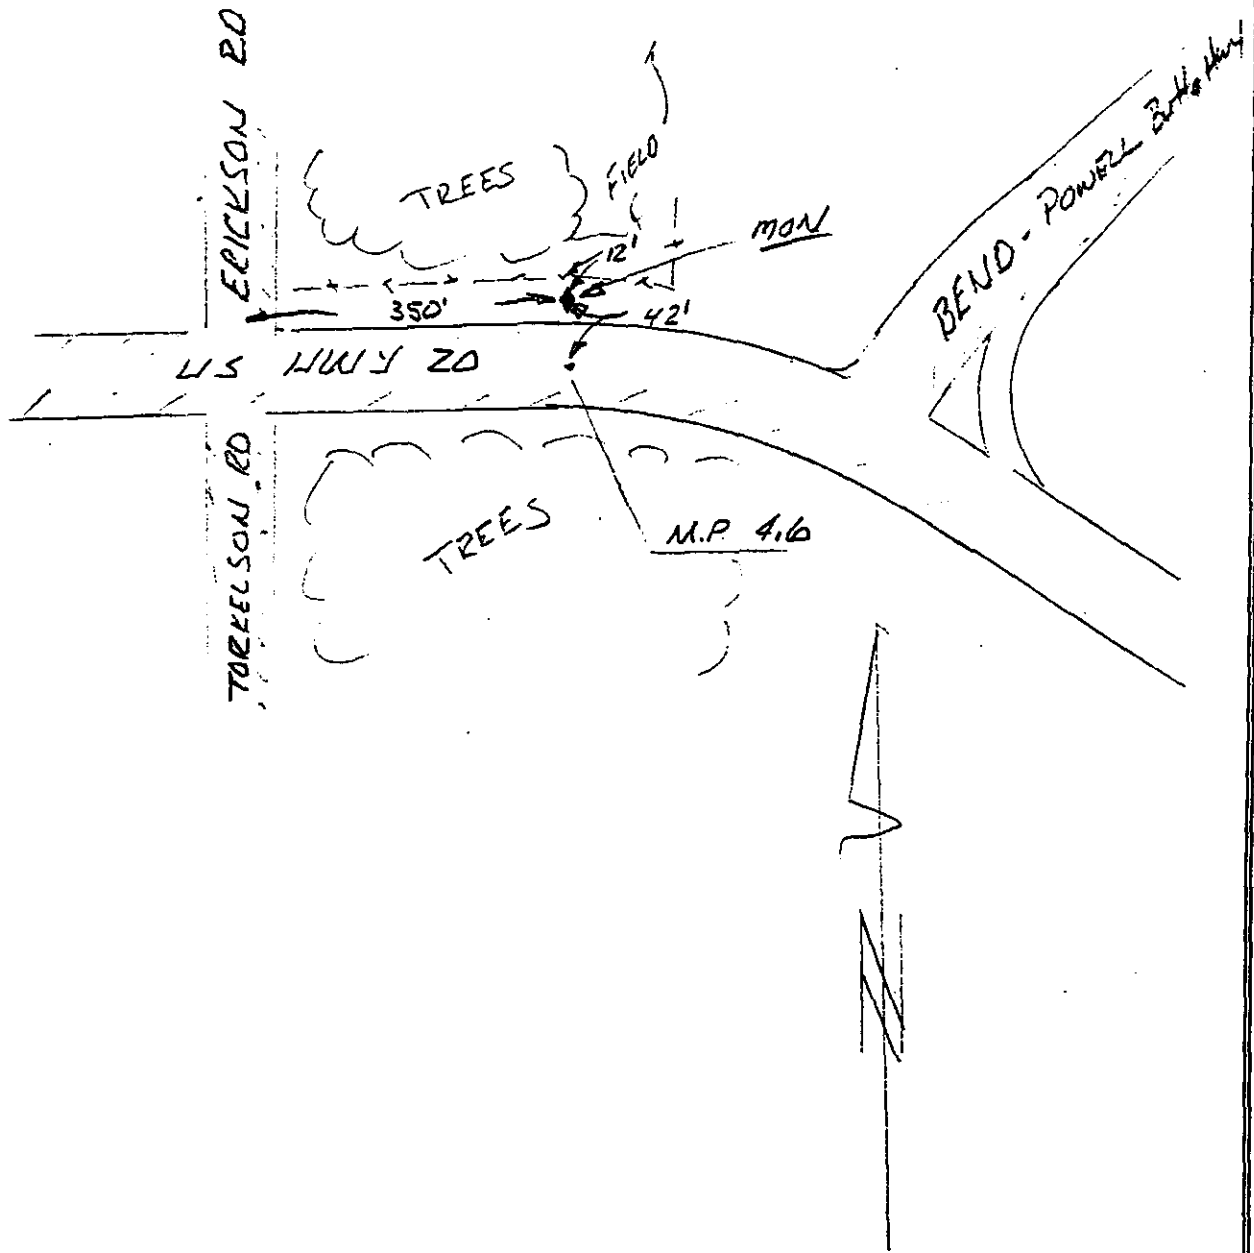 ERICKSON RD
TREES
FIELD
BEND - POWELL Butte Hwy
MON
12'
350'
42'
US HWY 20
TORKELSON RD
TREES
M.P. 4.6
N